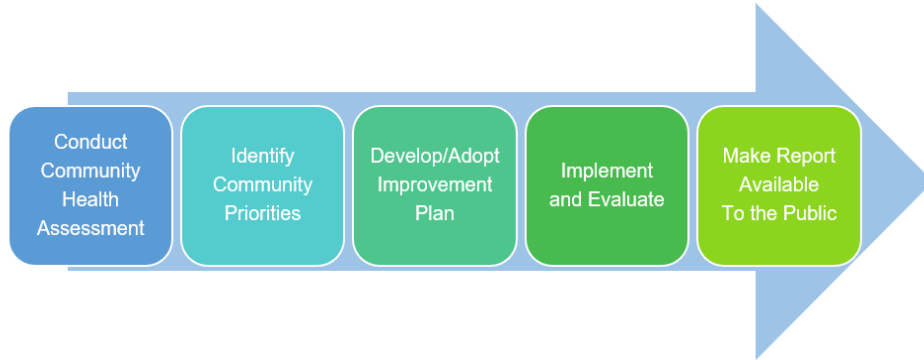 Conduct
Community
Health
Assessment
Identify
Community
Priorities
Develop/Adopt
Improvement
Plan
Implement
and Evaluate
Make Report
Available
To the Public